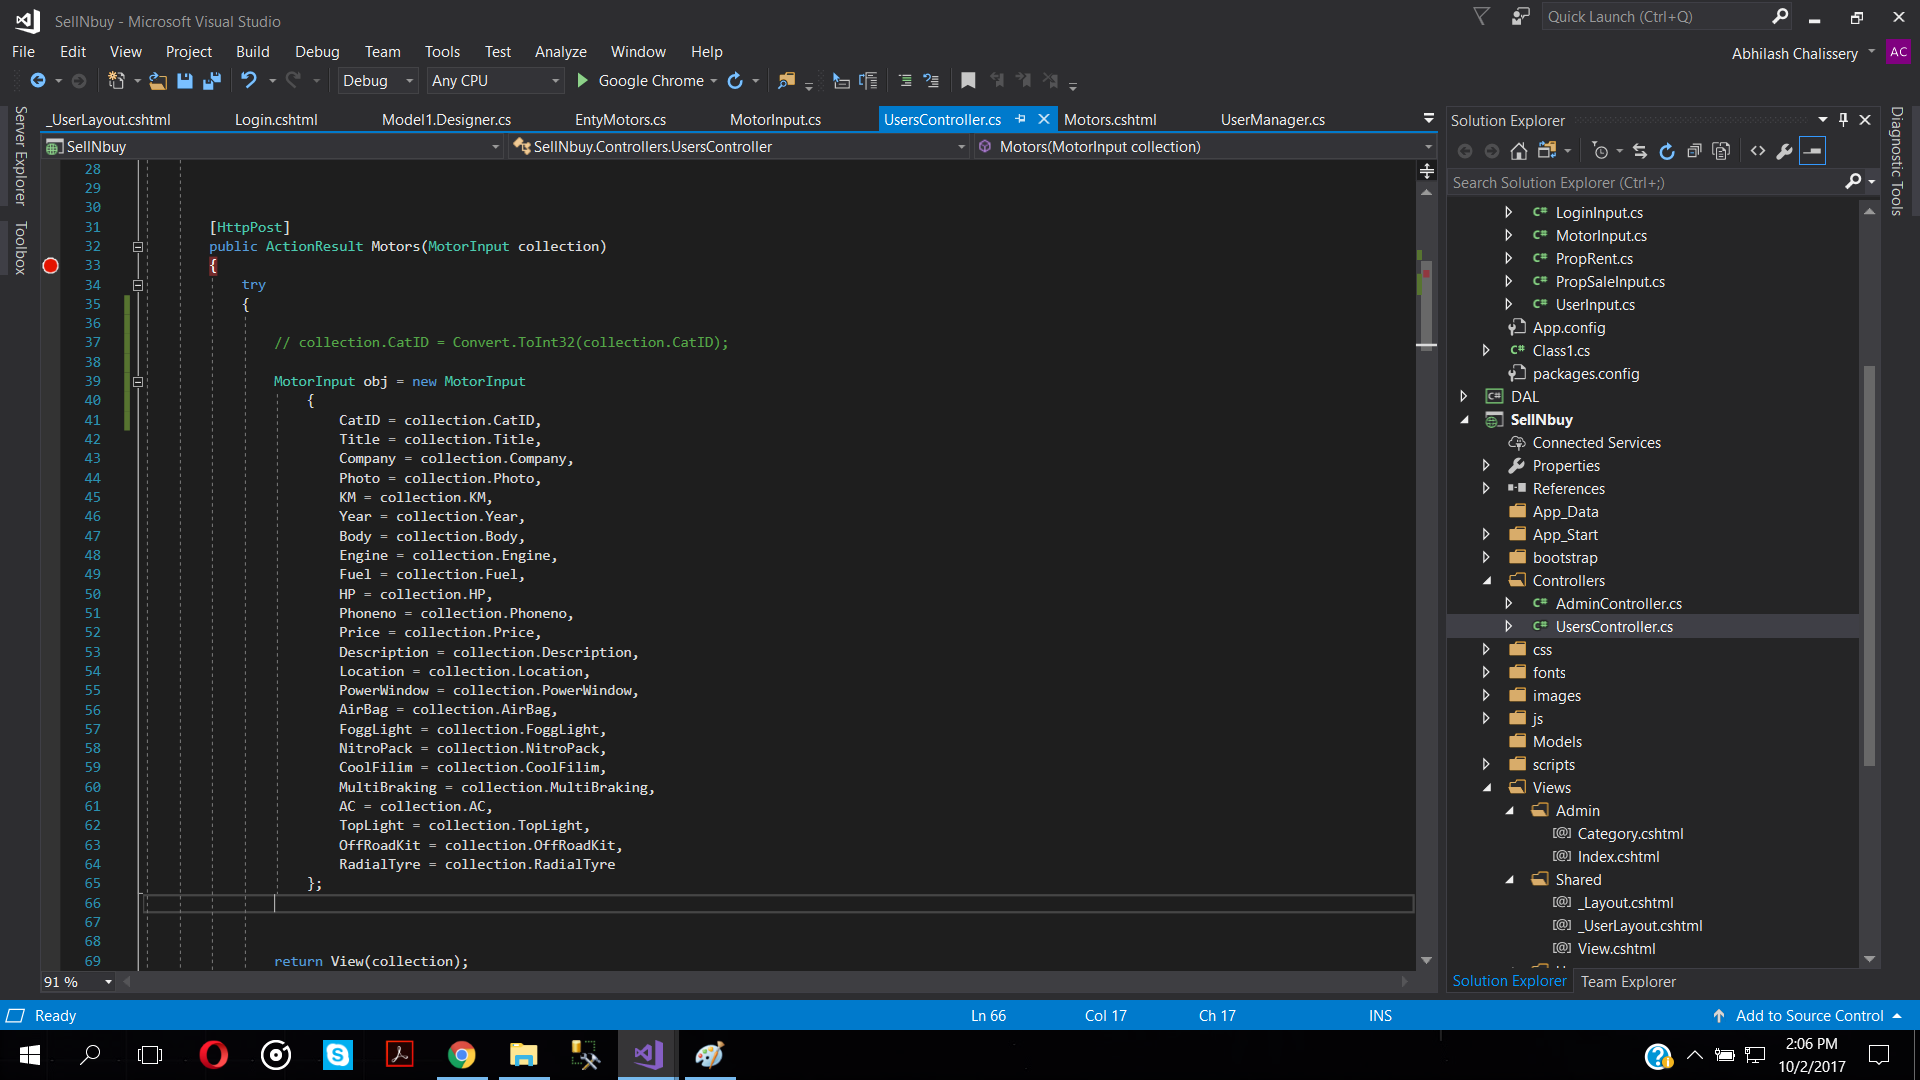 SellNbuy - Microsoft Visual Studio
Quick Launch (Ctrl+Q)
File Edit View Project Build Debug Team Tools Test Analyze Window Help
Abhilash Chalissery AC
Debug Any CPU Google Chrome
Server Explorer
Toolbox
_UserLayout.cshtml Login.cshtml Model1.Designer.cs EntyMotors.cs MotorInput.cs UsersController.cs Motors.cshtml UserManager.cs
SellNbuy SellNbuy.Controllers.UsersController Motors(MotorInput collection)
28
29
30
31 [HttpPost]
32 public ActionResult Motors(MotorInput collection)
33 {
34 try
35 {
36
37 // collection.CatID = Convert.ToInt32(collection.CatID);
38
39 MotorInput obj = new MotorInput
40 {
41 CatID = collection.CatID,
42 Title = collection.Title,
43 Company = collection.Company,
44 Photo = collection.Photo,
45 KM = collection.KM,
46 Year = collection.Year,
47 Body = collection.Body,
48 Engine = collection.Engine,
49 Fuel = collection.Fuel,
50 HP = collection.HP,
51 Phoneno = collection.Phoneno,
52 Price = collection.Price,
53 Description = collection.Description,
54 Location = collection.Location,
55 PowerWindow = collection.PowerWindow,
56 AirBag = collection.AirBag,
57 FoggLight = collection.FoggLight,
58 NitroPack = collection.NitroPack,
59 CoolFilim = collection.CoolFilim,
60 MultiBraking = collection.MultiBraking,
61 AC = collection.AC,
62 TopLight = collection.TopLight,
63 OffRoadKit = collection.OffRoadKit,
64 RadialTyre = collection.RadialTyre
65 };
66
67
68
69 return View(collection);
91 %
Solution Explorer
Search Solution Explorer (Ctrl+;)
C# LoginInput.cs
C# MotorInput.cs
C# PropRent.cs
C# PropSaleInput.cs
C# UserInput.cs
App.config
C# Class1.cs
packages.config
C# DAL
SellNbuy
Connected Services
Properties
References
App_Data
App_Start
bootstrap
Controllers
C# AdminController.cs
C# UsersController.cs
css
fonts
images
js
Models
scripts
Views
Admin
[@] Category.cshtml
[@] Index.cshtml
Shared
[@] _Layout.cshtml
[@] _UserLayout.cshtml
[@] View.cshtml
Solution Explorer Team Explorer
Diagnostic Tools
Ready Ln 66 Col 17 Ch 17 INS Add to Source Control
2:06 PM
10/2/2017